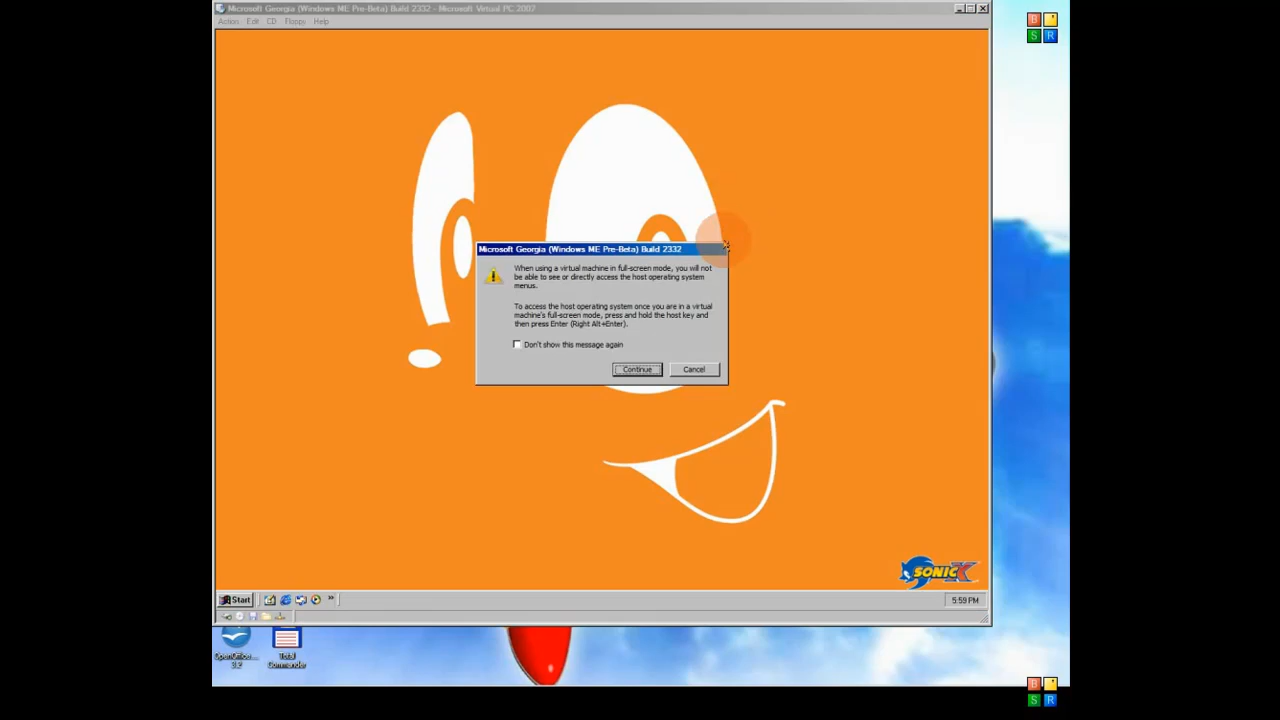 Microsoft Georgia (Windows ME Pre-Beta) Build 2332 - Microsoft Virtual PC 2007
Action Edit CD Floppy Help
B
S R
Microsoft Georgia (Windows ME Pre-Beta) Build 2332
When using a virtual machine in full-screen mode, you will not
be able to see or directly access the host operating system
menus.
To access the host operating system once you are in a virtual
machine's full-screen mode, press and hold the host key and
then press Enter (Right Alt+Enter).
Don't show this message again
Continue Cancel
SONIC X
Start » 5:59 PM
OpenOffice....
3.2
Total
Commander
B
S R